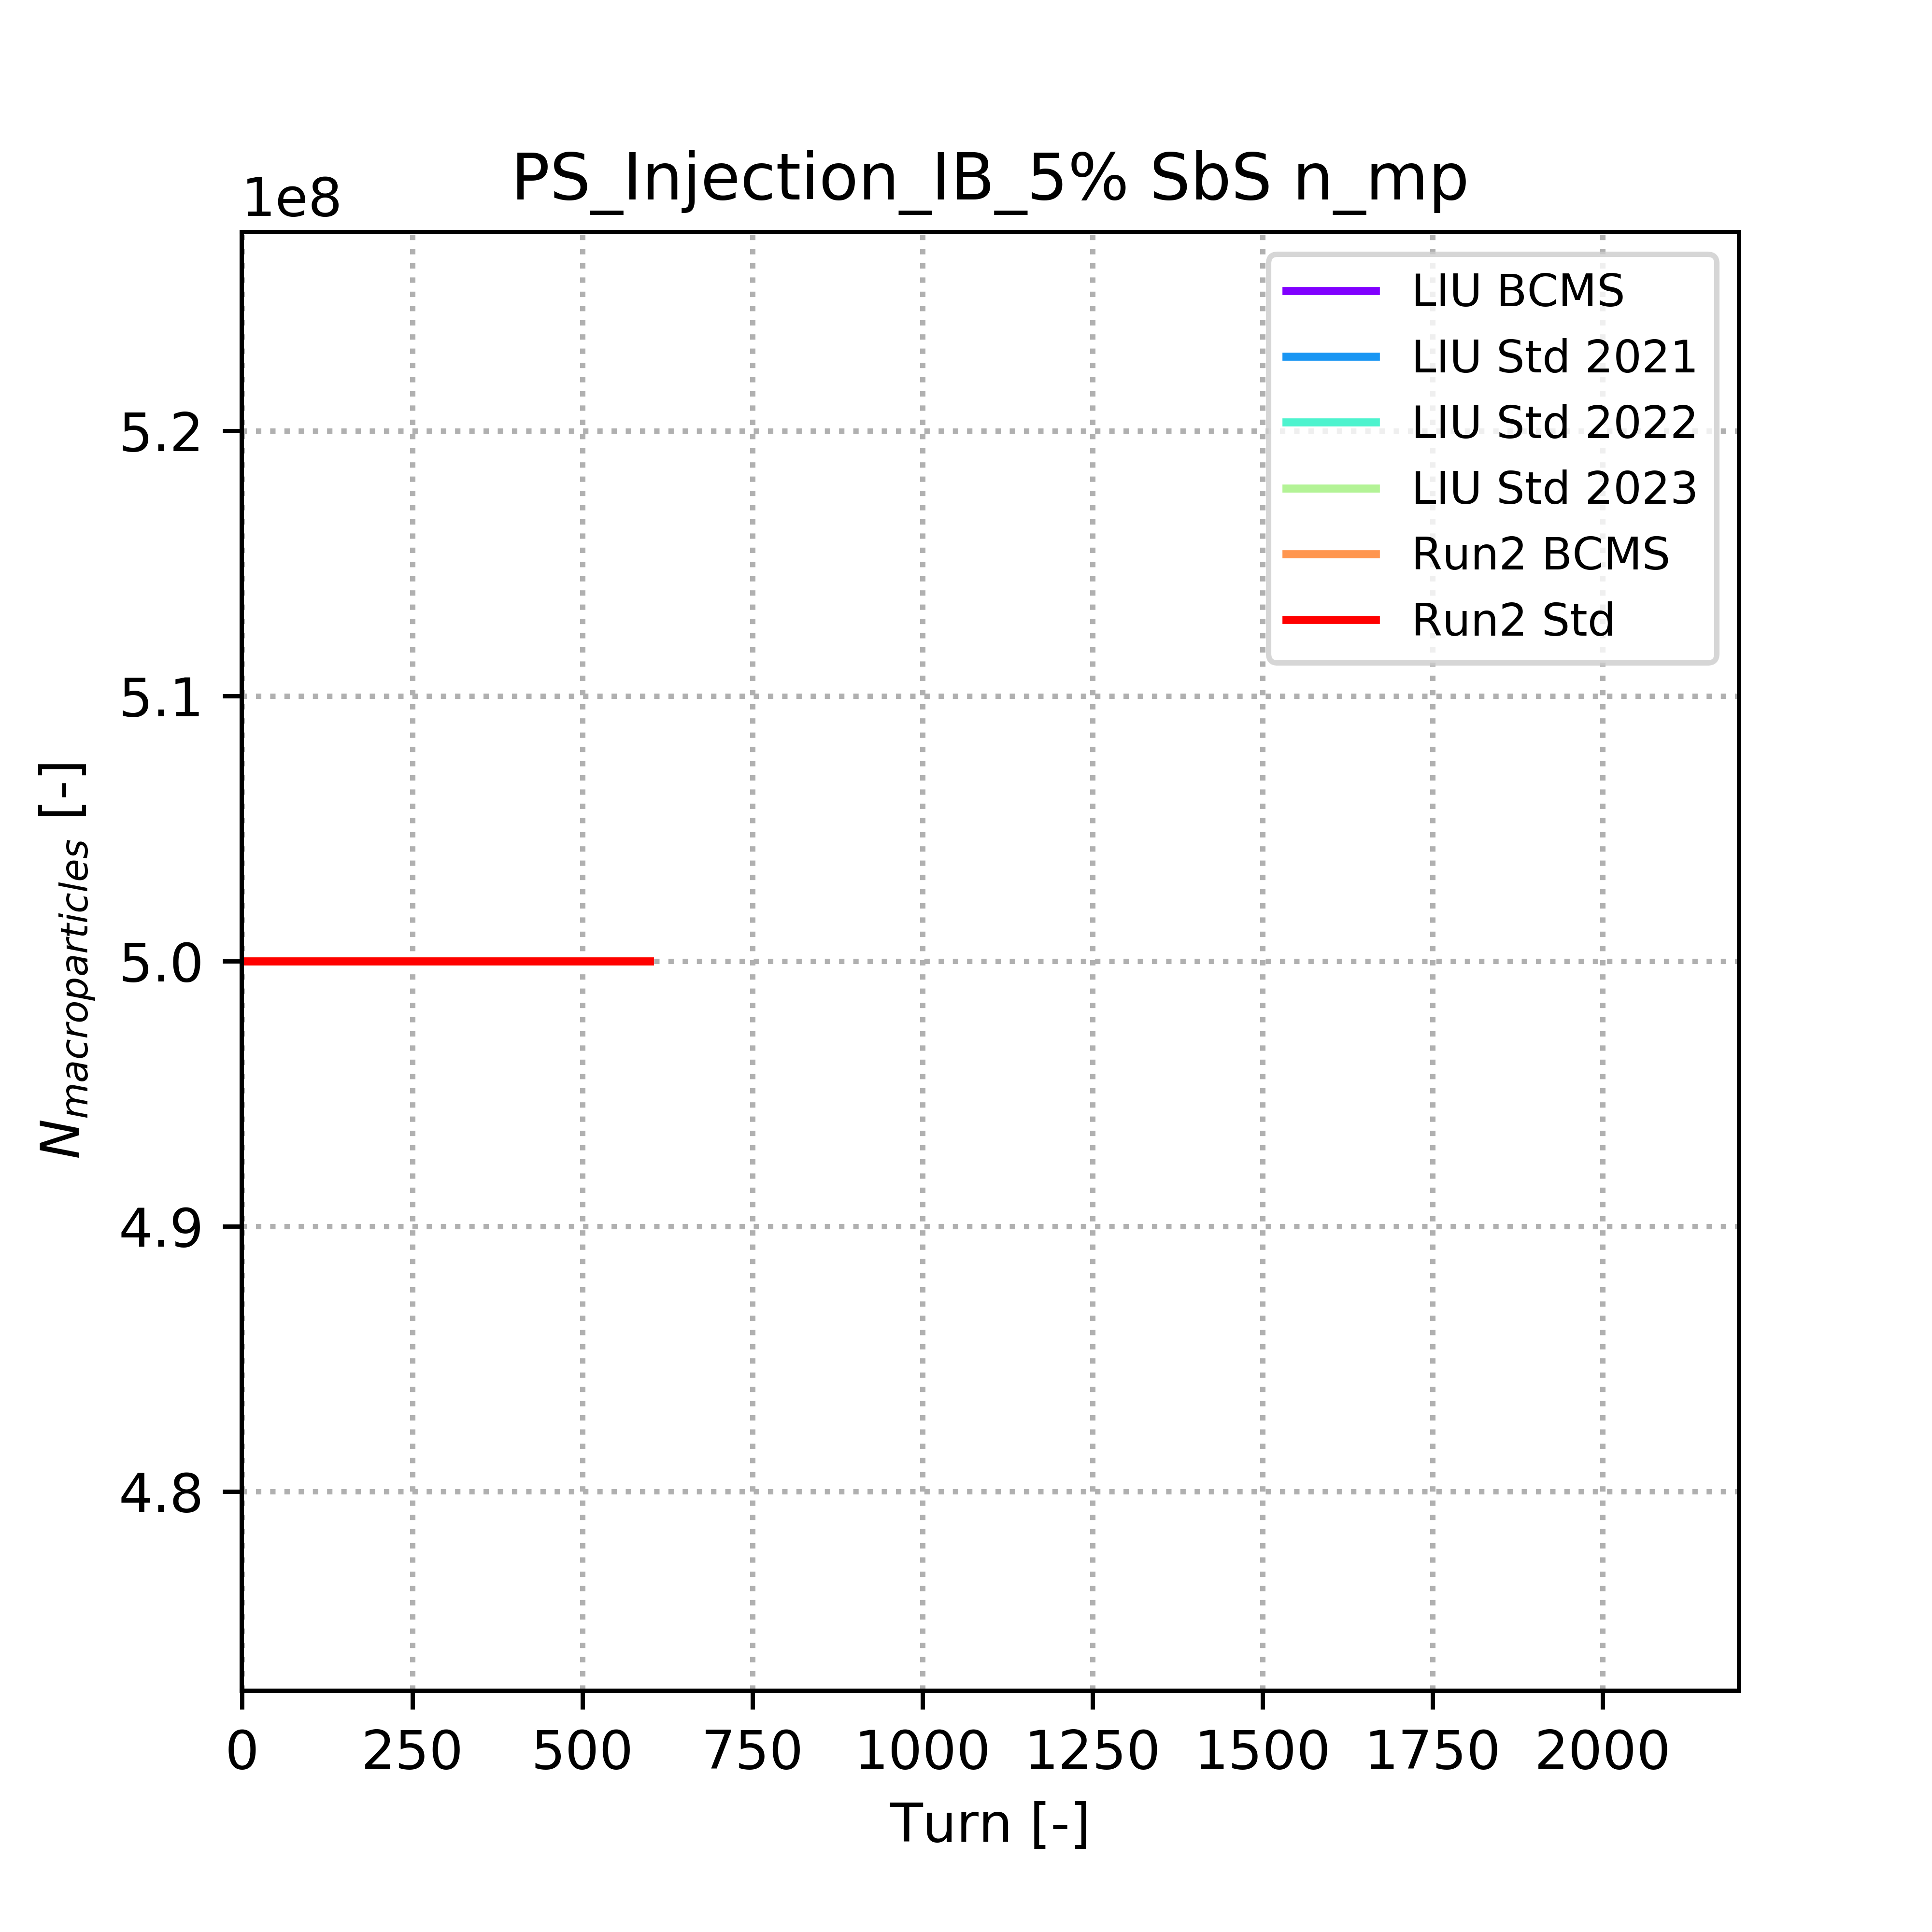 PS_Injection_IB_5% SbS n_mp
1e8
LIU BCMS
LIU Std 2021
LIU Std 2022
LIU Std 2023
Run2 BCMS
Run2 Std
5.2
5.1
5.0
4.9
4.8
N_macroparticles [-]
0 250 500 750 1000 1250 1500 1750 2000
Turn [-]